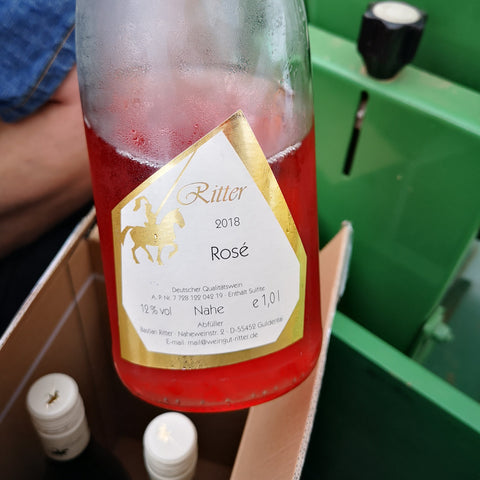 Ritter
2018
Rosé
Deutscher Qualitätswein
A. P. Nr. 7 728 122 042 19 · Enthält Sulfite
12 % vol Nahe e 1,0 l
Abfüller
Bastian Ritter · Naheweinstr. 2 · D-55452 Guldental
E-mail: mail@weingut-ritter.de